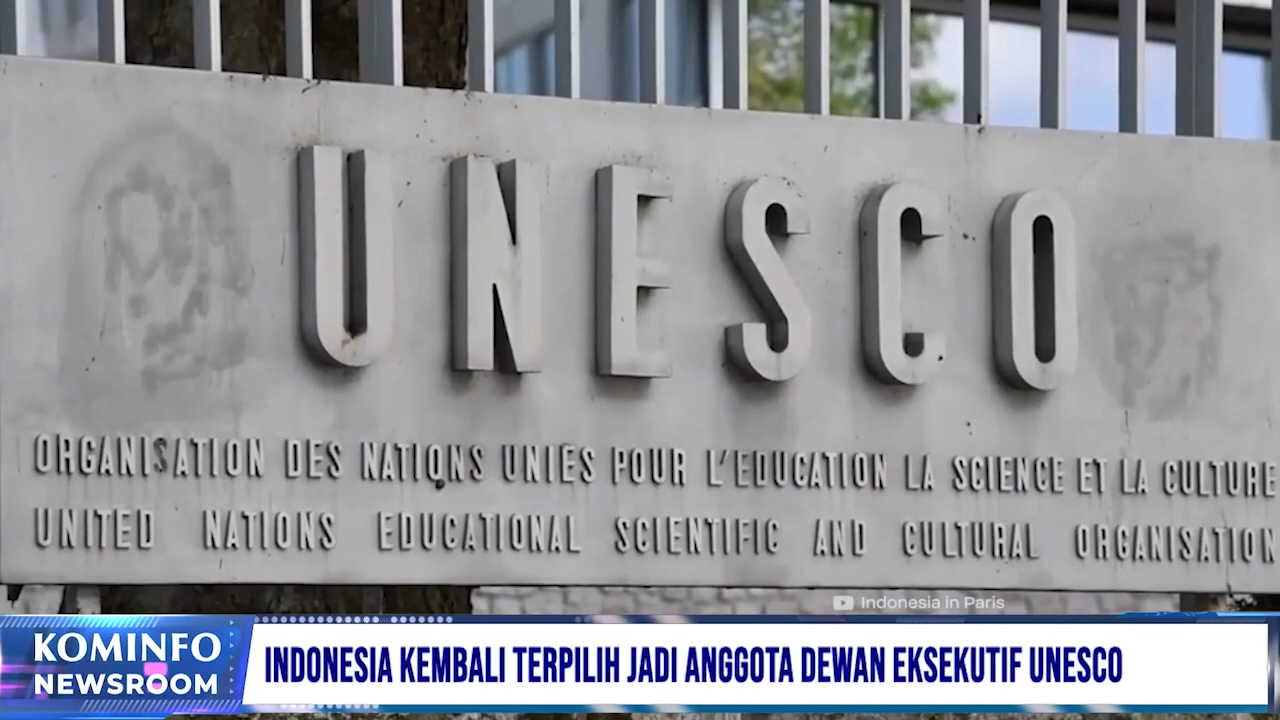 UNESCO
ORGANISATION DES NATIONS UNIES POUR L'EDUCATION LA SCIENCE ET LA CULTURE
UNITED NATIONS EDUCATIONAL SCIENTIFIC AND CULTURAL ORGANISATION
Indonesia in Paris
KOMINFO
NEWSROOM
INDONESIA KEMBALI TERPILIH JADI ANGGOTA DEWAN EKSEKUTIF UNESCO